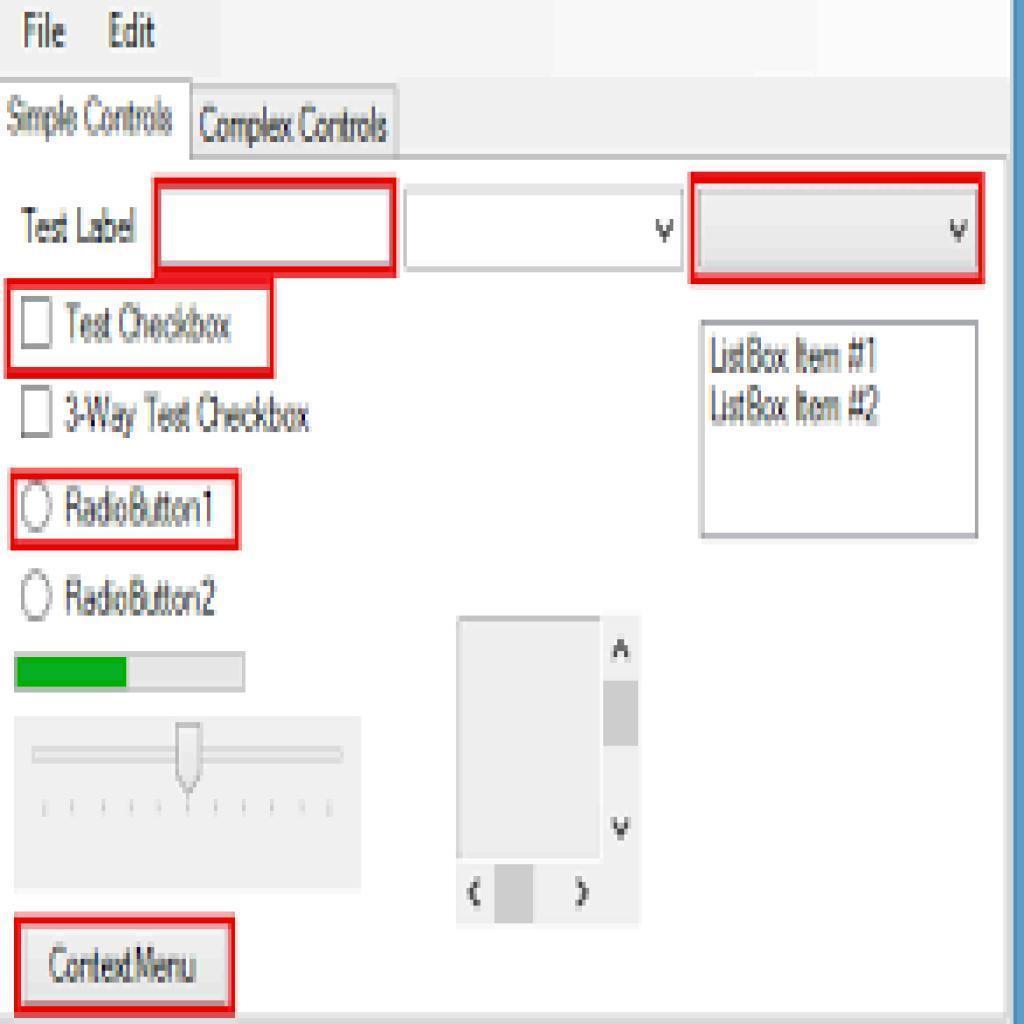 File Edit
Simple Controls Complex Controls
Test Label
Test Checkbox
ListBox Item #1
ListBox Item #2
3-Way Test Checkbox
RadioButton1
RadioButton2
ContextMenu